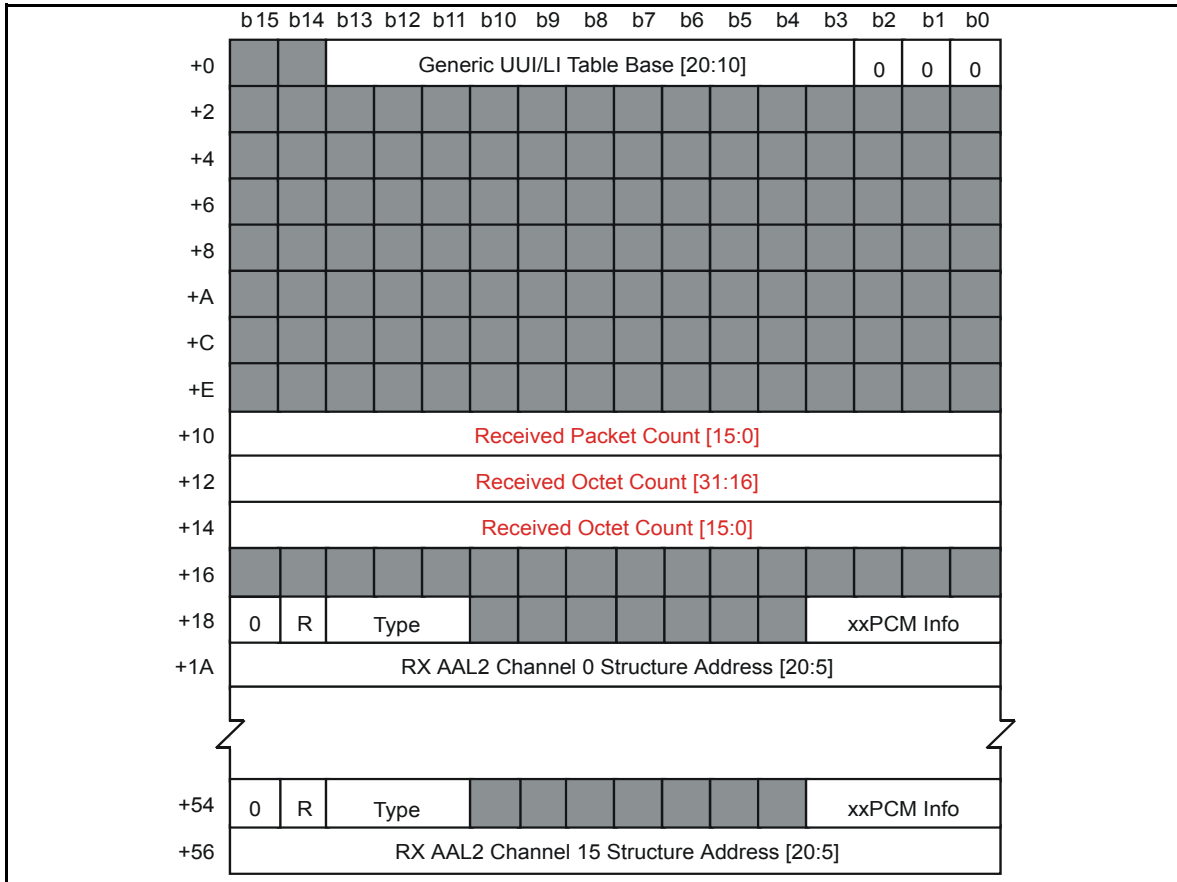 b15 b14 b13 b12 b11 b10 b9 b8 b7 b6 b5 b4 b3 b2 b1 b0
+0 Generic UUI/LI Table Base [20:10] 0 0 0
+2
+4
+6
+8
+A
+C
+E
+10 Received Packet Count [15:0]
+12 Received Octet Count [31:16]
+14 Received Octet Count [15:0]
+16
+18 0 R Type xxPCM Info
+1A RX AAL2 Channel 0 Structure Address [20:5]
+54 0 R Type xxPCM Info
+56 RX AAL2 Channel 15 Structure Address [20:5]